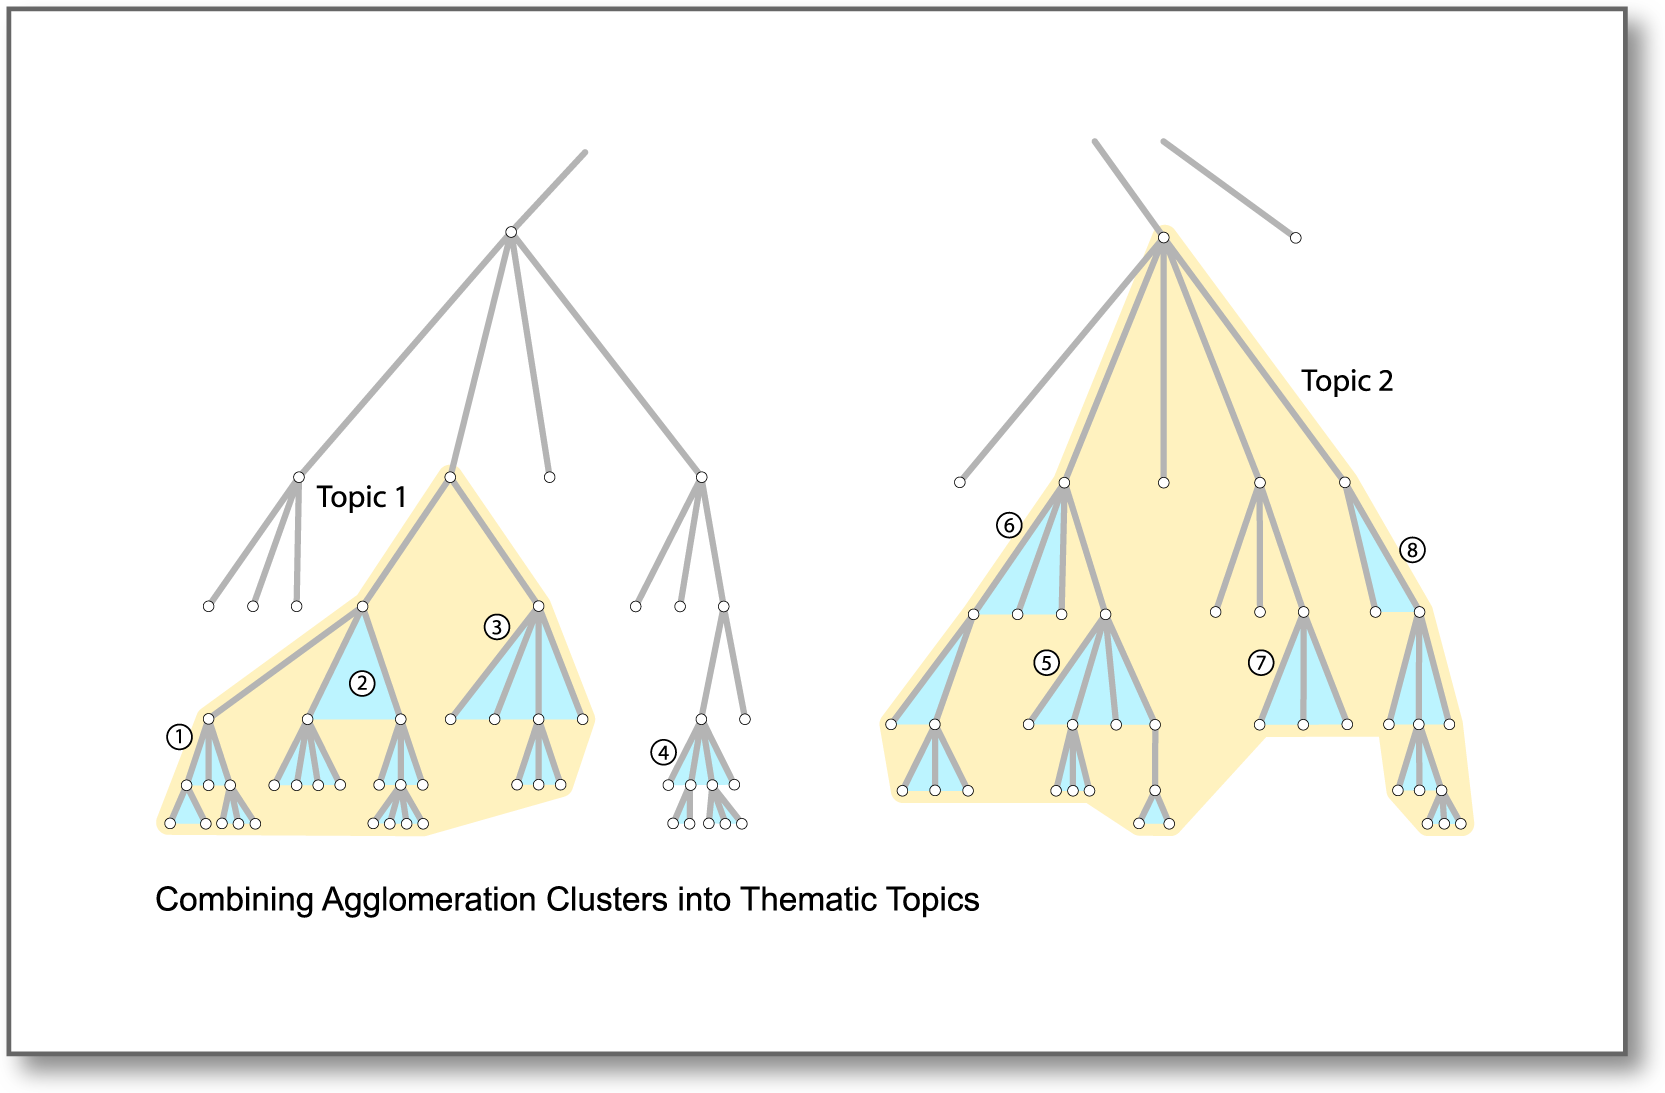 Topic 2
Topic 1
⑥
⑧
③
⑤
⑦
②
①
④
Combining Agglomeration Clusters into Thematic Topics